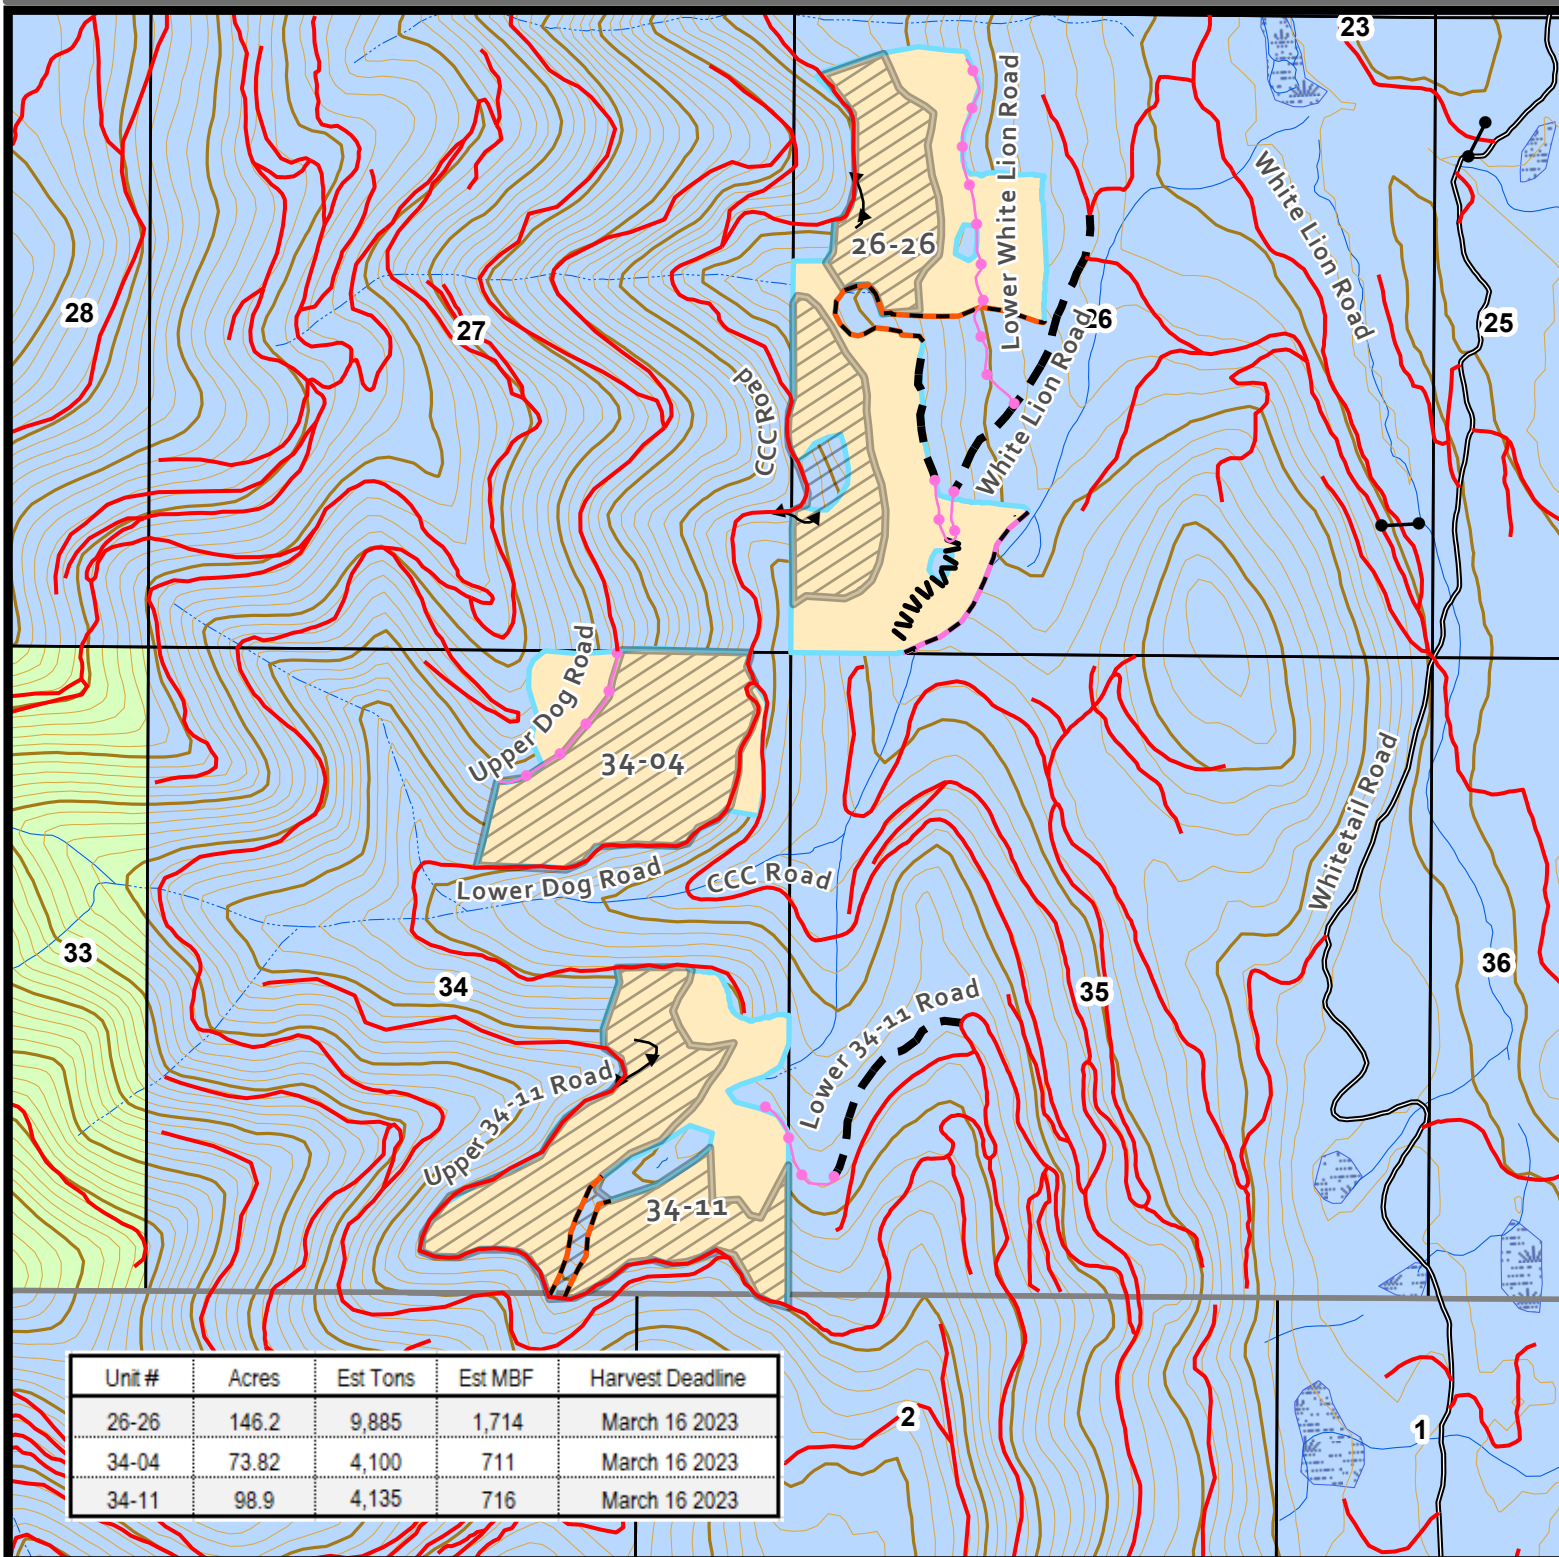 23
Lower White Lion Road
White Lion Road
26-26
28
27
26
25
CCC Road
White Lion Road
Upper Dog Road
34-04
Whitetail Road
Lower Dog Road
CCC Road
33
34
35
36
Lower 34-11 Road
Upper 34-11 Road
34-11
Unit # Acres Est Tons Est MBF Harvest Deadline
26-26 146.2 9,885 1,714 March 16 2023
34-04 73.82 4,100 711 March 16 2023
34-11 98.9 4,135 716 March 16 2023
2
1